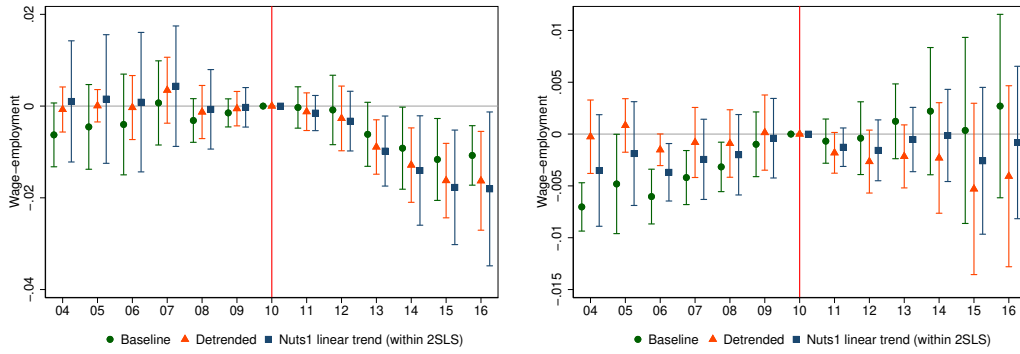 .02
0
-.02
-.04
Wage-employment
04 05 06 07 08 09 10 11 12 13 14 15 16
Baseline Detrended Nuts1 linear trend (within 2SLS)
.01
.005
0
-.005
-.01
-.015
Wage-employment
04 05 06 07 08 09 10 11 12 13 14 15 16
Baseline Detrended Nuts1 linear trend (within 2SLS)